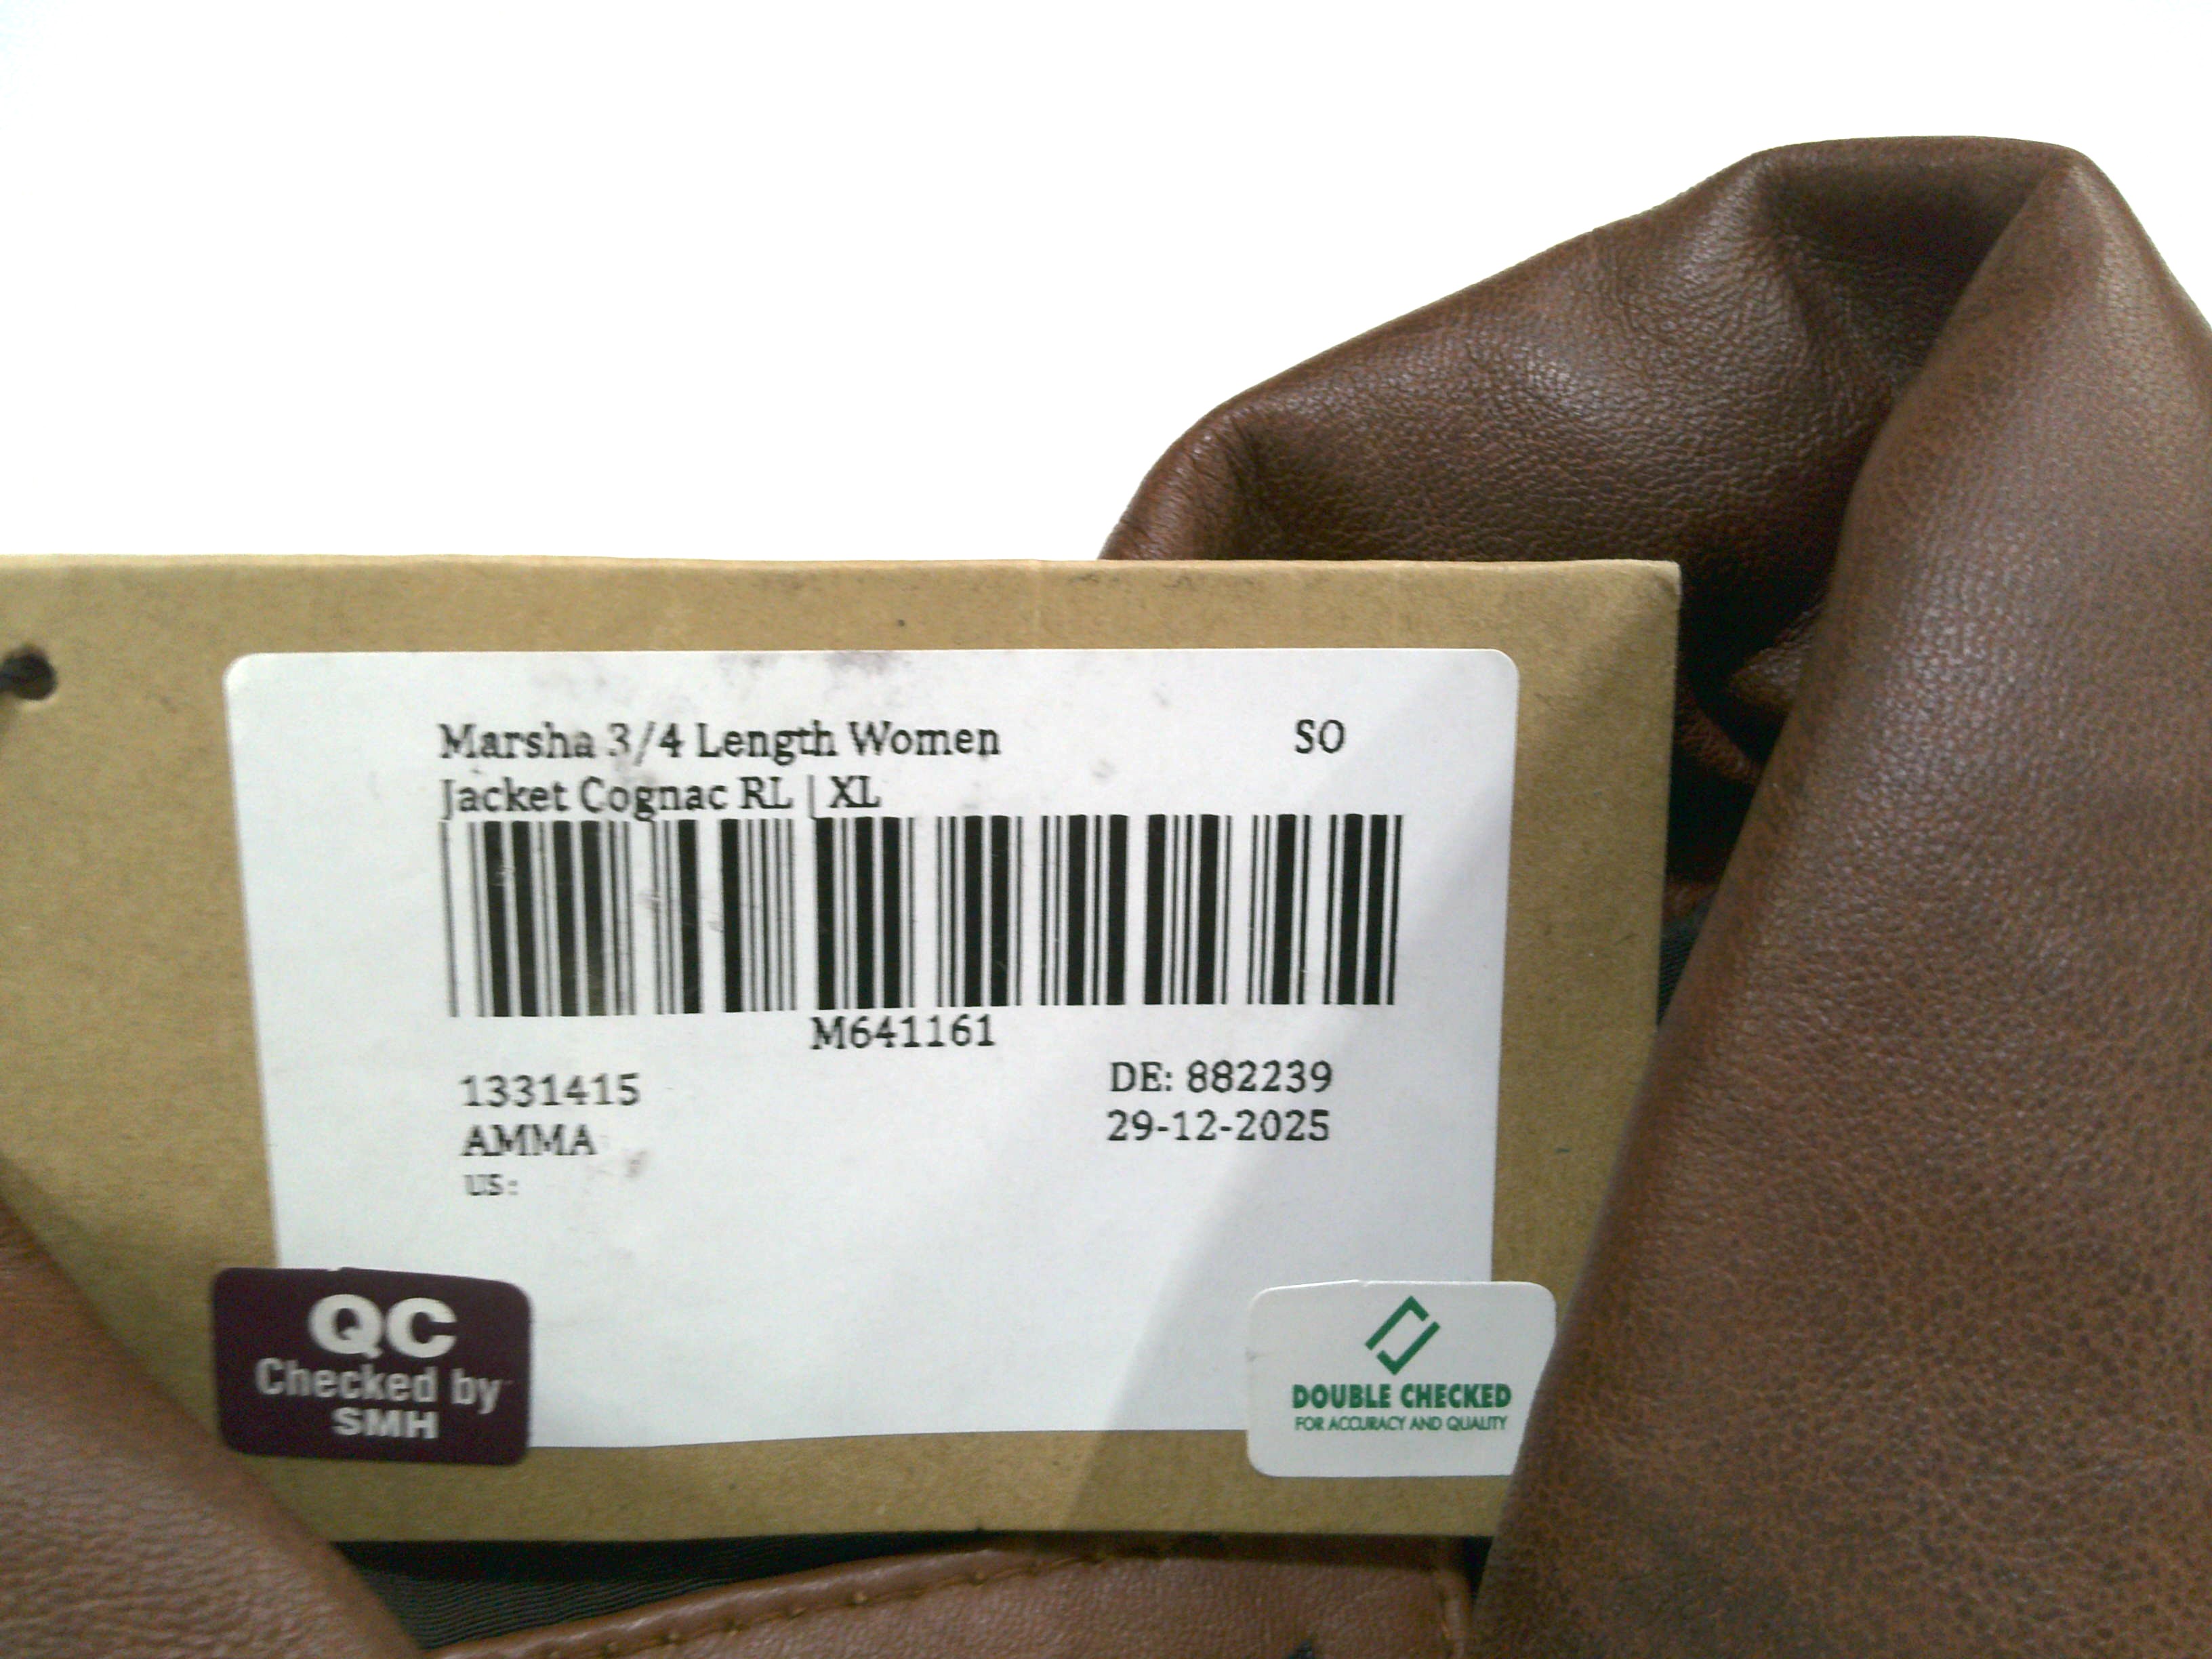 Marsha 3/4 Length Women
SO
Jacket Cognac RL | XL
M641161
1331415
DE: 882239
AMMA
29-12-2025
US:
QC
Checked by
SMH
DOUBLE CHECKED
FOR ACCURACY AND QUALITY